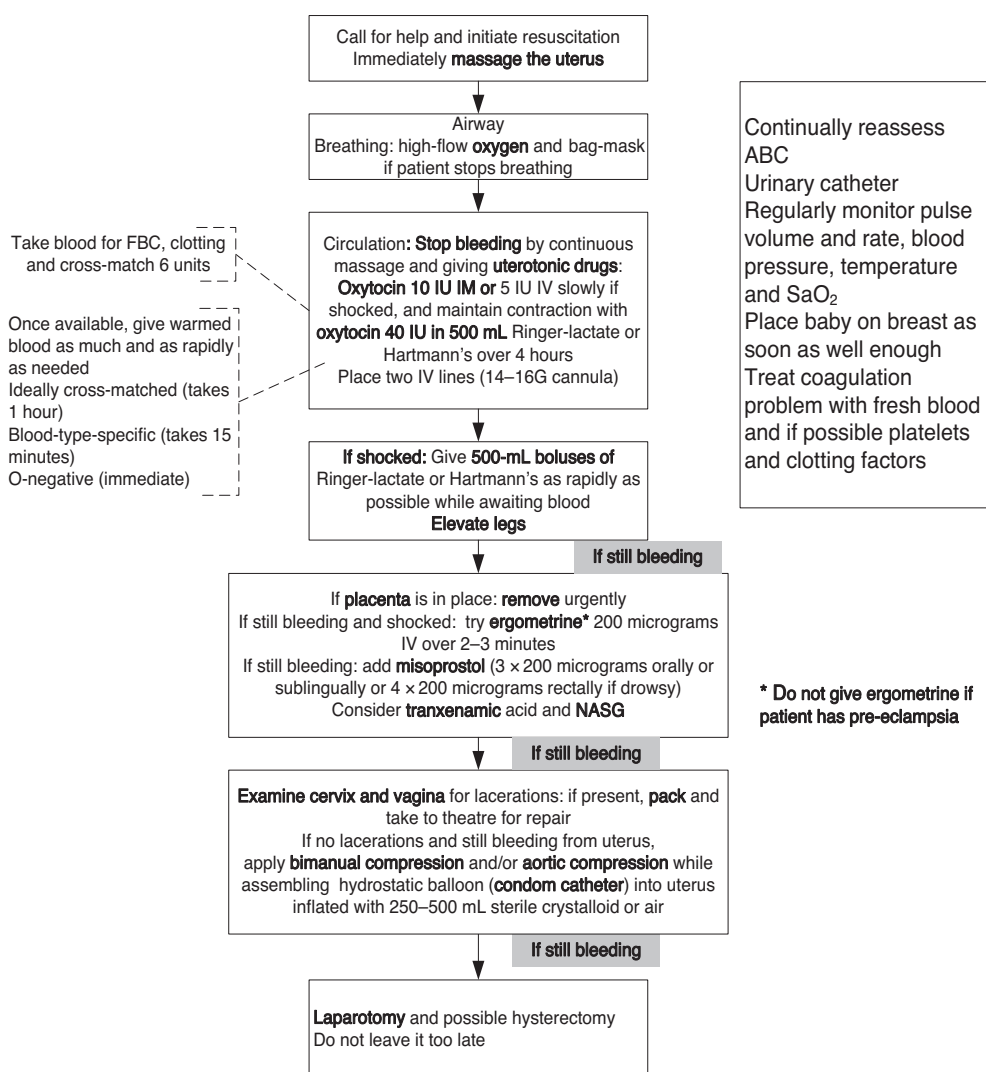 Call for help and initiate resuscitation
Immediately massage the uterus
Airway
Breathing: high-flow oxygen and bag-mask
if patient stops breathing
Take blood for FBC, clotting
and cross-match 6 units
Once available, give warmed
blood as much and as rapidly
as needed
Ideally cross-matched (takes
1 hour)
Blood-type-specific (takes 15
minutes)
O-negative (immediate)
Circulation: Stop bleeding by continuous
massage and giving uterotonic drugs:
Oxytocin 10 IU IM or 5 IU IV slowly if
shocked, and maintain contraction with
oxytocin 40 IU in 500 mL Ringer-lactate or
Hartmann's over 4 hours
Place two IV lines (14–16G cannula)
If shocked: Give 500-mL boluses of
Ringer-lactate or Hartmann's as rapidly as
possible while awaiting blood
Elevate legs
Continually reassess
ABC
Urinary catheter
Regularly monitor pulse
volume and rate, blood
pressure, temperature
and SaO₂
Place baby on breast as
soon as well enough
Treat coagulation
problem with fresh blood
and if possible platelets
and clotting factors
If still bleeding
If placenta is in place: remove urgently
If still bleeding and shocked: try ergometrine* 200 micrograms
IV over 2–3 minutes
If still bleeding: add misoprostol (3 × 200 micrograms orally or
sublingually or 4 × 200 micrograms rectally if drowsy)
Consider tranxenamic acid and NASG
* Do not give ergometrine if
patient has pre-eclampsia
If still bleeding
Examine cervix and vagina for lacerations: if present, pack and
take to theatre for repair
If no lacerations and still bleeding from uterus,
apply bimanual compression and/or aortic compression while
assembling hydrostatic balloon (condom catheter) into uterus
inflated with 250–500 mL sterile crystalloid or air
If still bleeding
Laparotomy and possible hysterectomy
Do not leave it too late